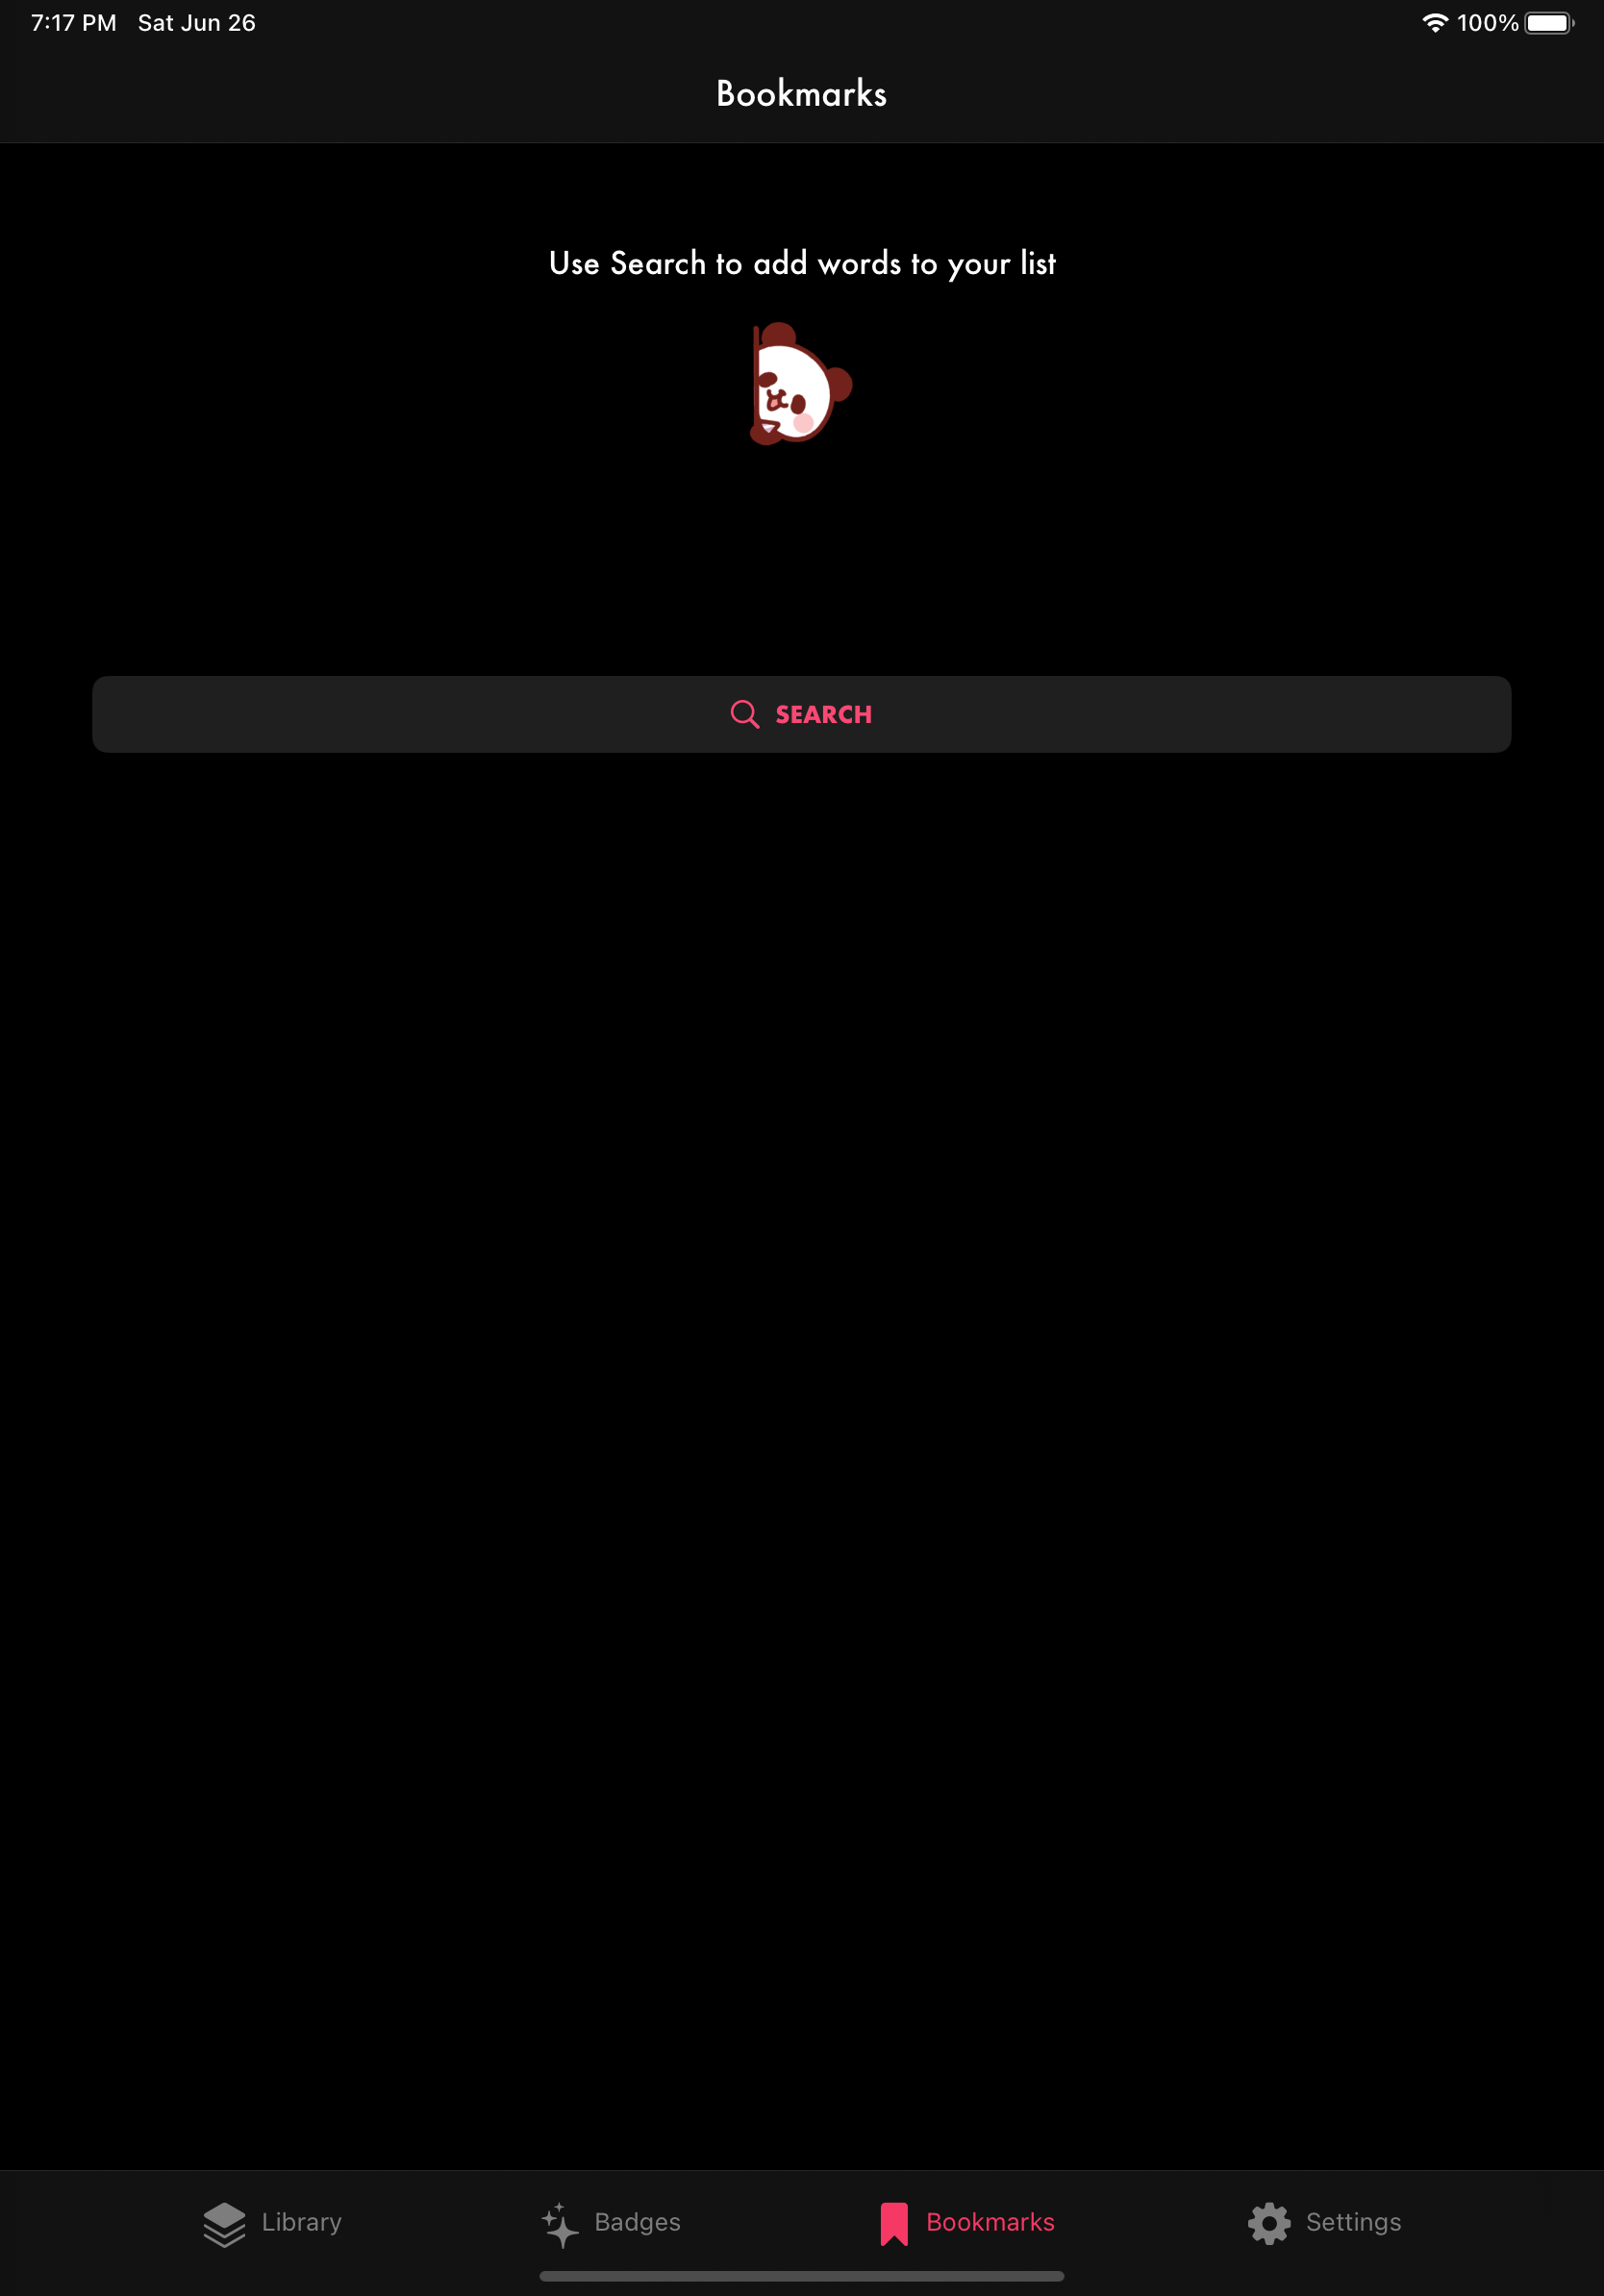 7:17 PM Sat Jun 26 100%
Bookmarks
Use Search to add words to your list
SEARCH
Library Badges Bookmarks Settings